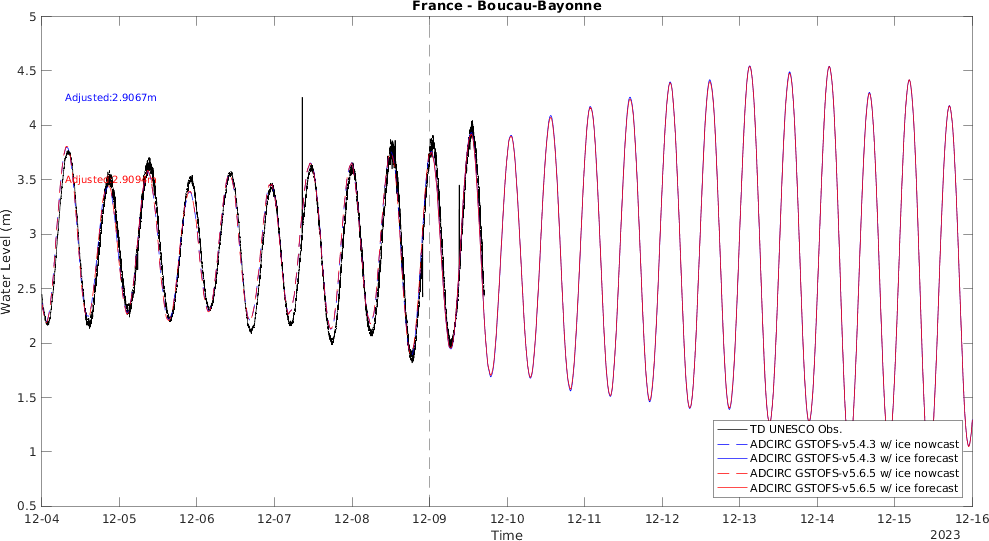 France - Boucau-Bayonne
5
4.5
4
3.5
3
2.5
2
1.5
1
0.5
Water Level (m)
Adjusted:2.9067m
Adjusted:2.909
TD UNESCO Obs.
ADCIRC GSTOFS-v5.4.3 w/ ice nowcast
ADCIRC GSTOFS-v5.4.3 w/ ice forecast
ADCIRC GSTOFS-v5.6.5 w/ ice nowcast
ADCIRC GSTOFS-v5.6.5 w/ ice forecast
12-04 12-05 12-06 12-07 12-08 12-09 12-10 12-11 12-12 12-13 12-14 12-15 12-16
Time
2023